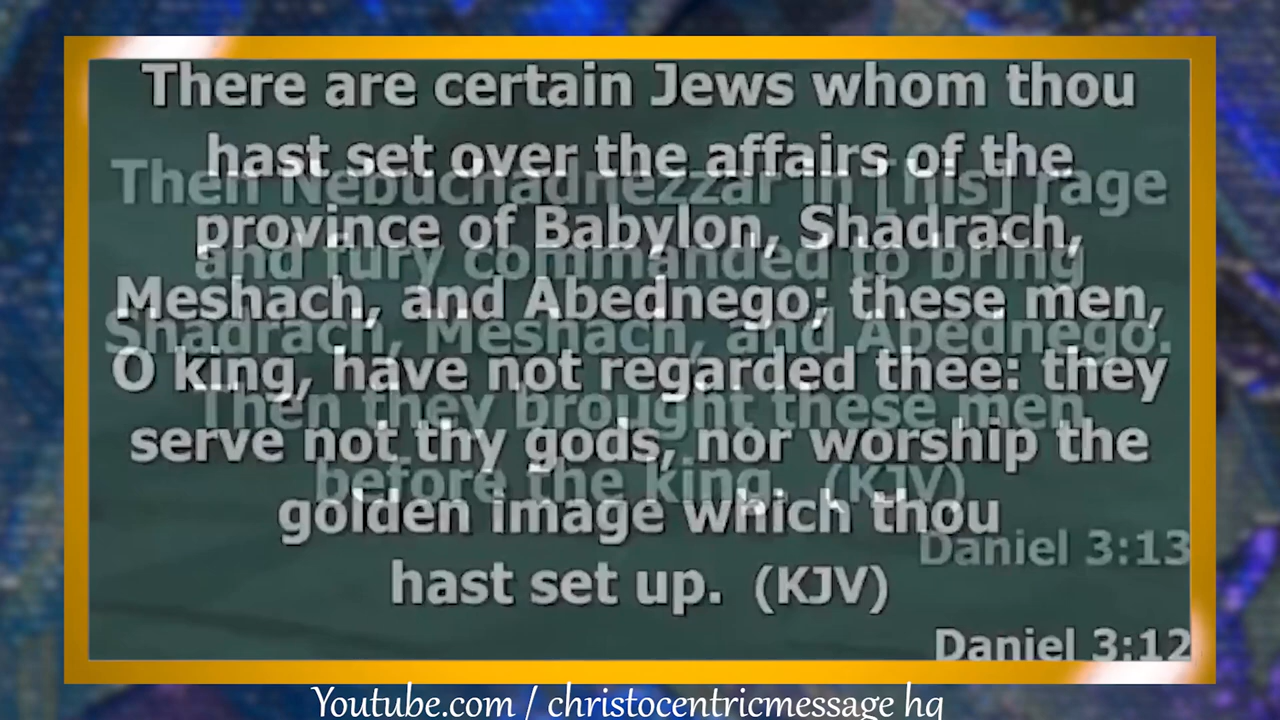 There are certain Jews whom thou
hast set over the affairs of the
province of Babylon, Shadrach,
Meshach, and Abednego; these men,
O king, have not regarded thee: they
serve not thy gods, nor worship the
golden image which thou
hast set up. (KJV)
Daniel 3:12
Then Nebuchadnezzar in [his] rage
and fury commanded to bring
Shadrach, Meshach, and Abednego.
Then they brought these men
before the king. (KJV)
Daniel 3:13
Youtube.com / christocentricmessage hq